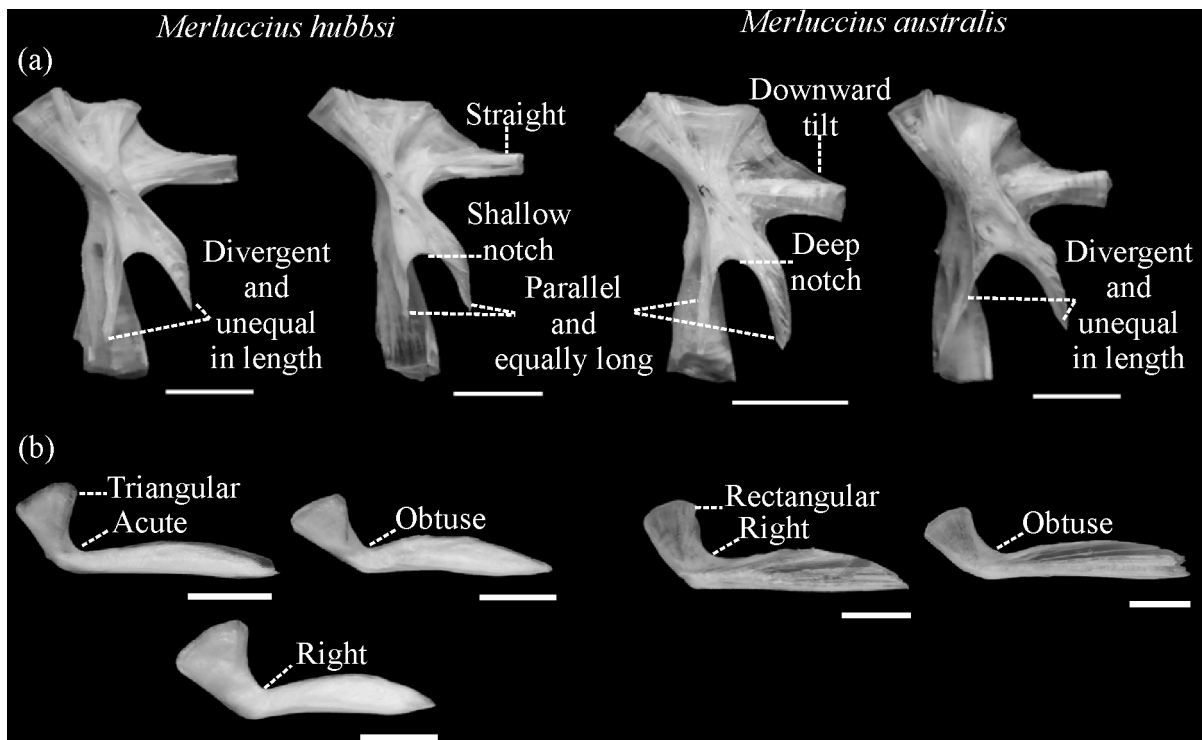 Merluccius hubbsi
Merluccius australis
(a)
Straight
Downward
tilt
Shallow
notch
Deep
notch
Divergent
and
unequal
in length
Parallel
and
equally long
Divergent
and
unequal
in length
(b)
Triangular
Acute
Obtuse
Rectangular
Right
Obtuse
Right